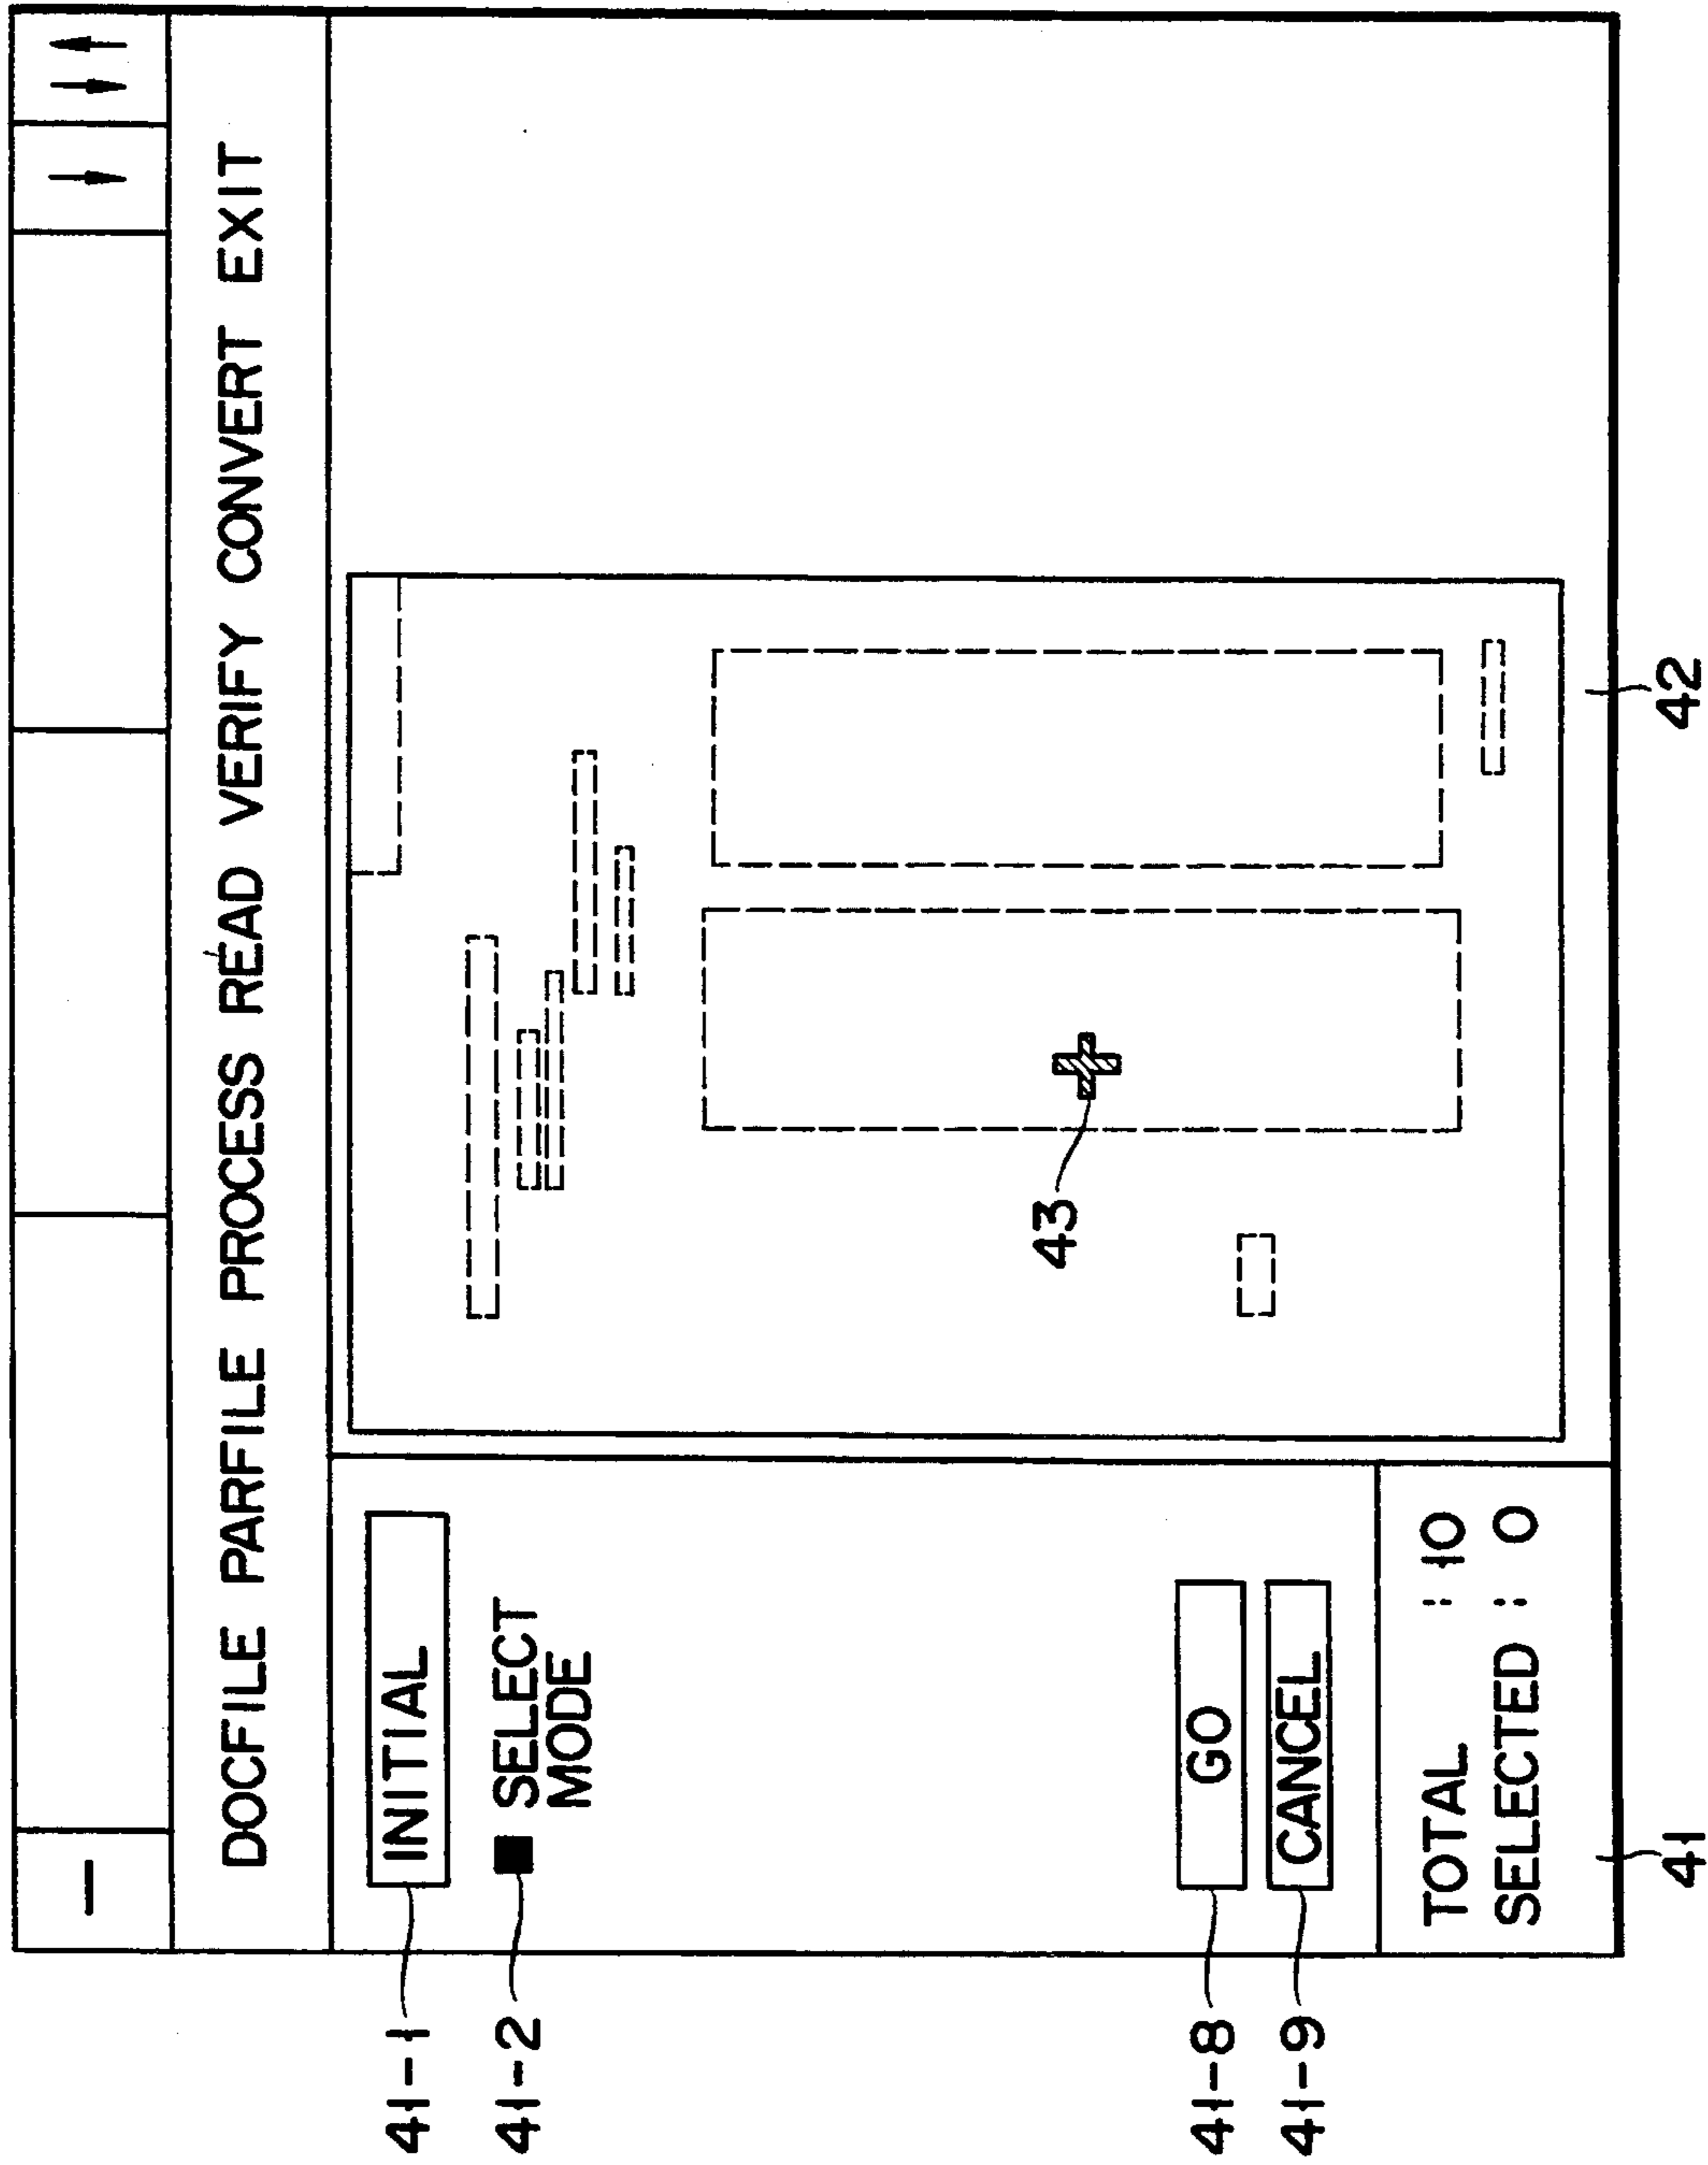 DOCFILE PARFILE PROCESS READ VERIFY CONVERT EXIT
41-1
INITIAL
41-2
SELECT
MODE
43
41-8
GO
41-9
CANCEL
TOTAL : 10
SELECTED : 0
41
42